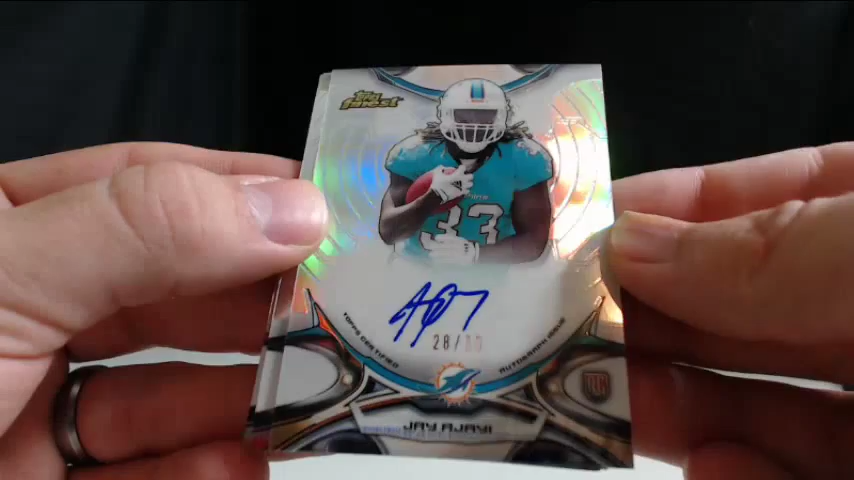 Topps
finest
33
TOPPS CERTIFIED
AUTOGRAPH ISSUE
28/
RC
JAY AJAYI